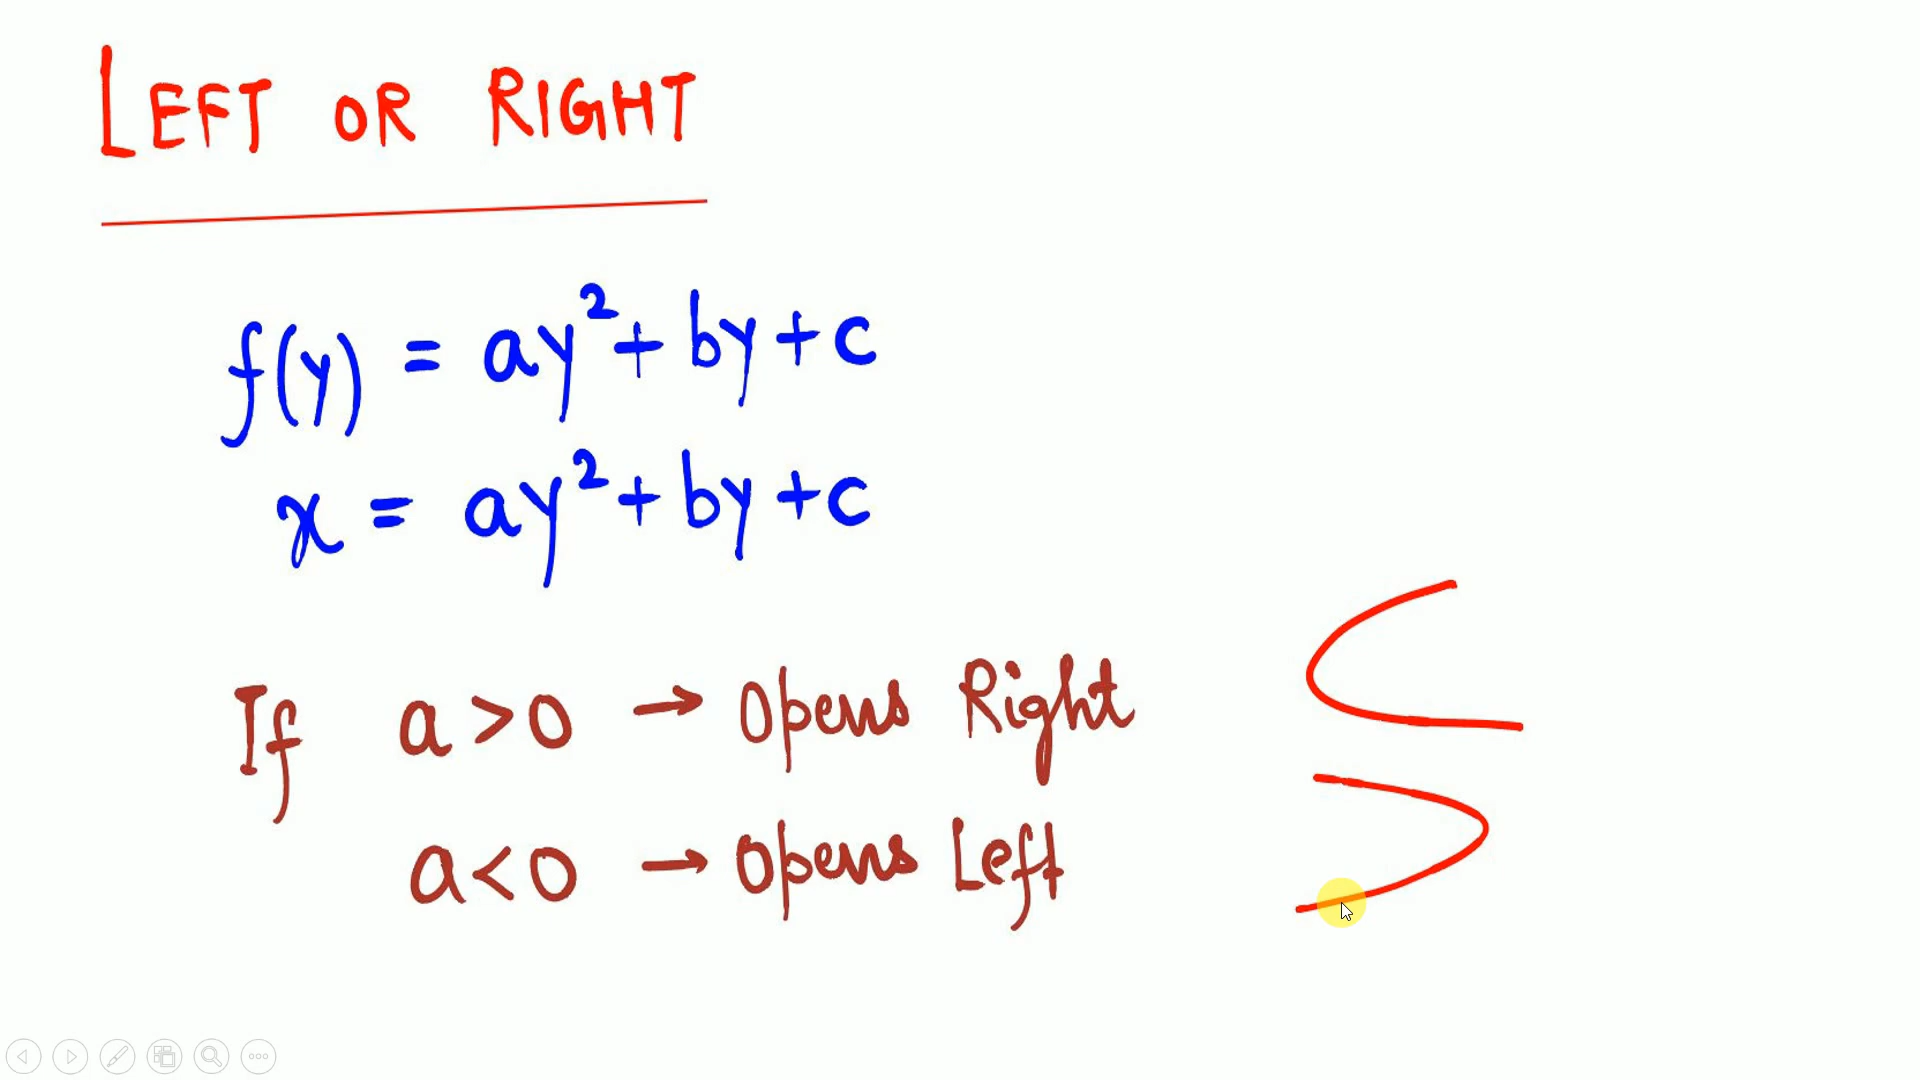 LEFT OR RIGHT
f(y) = ay² + by + c
x = ay² + by + c
If a > 0 → Opens Right
a < 0 → Opens Left